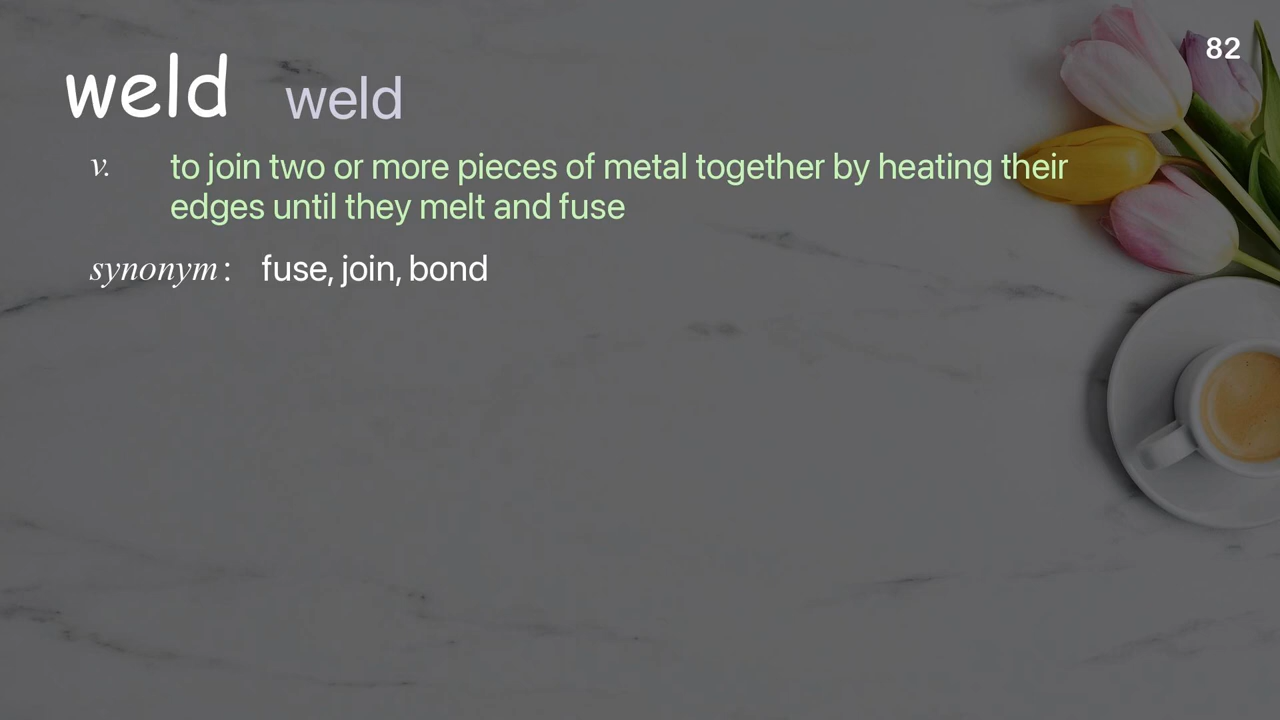 82
weld weld
v. to join two or more pieces of metal together by heating their
edges until they melt and fuse
synonym: fuse, join, bond